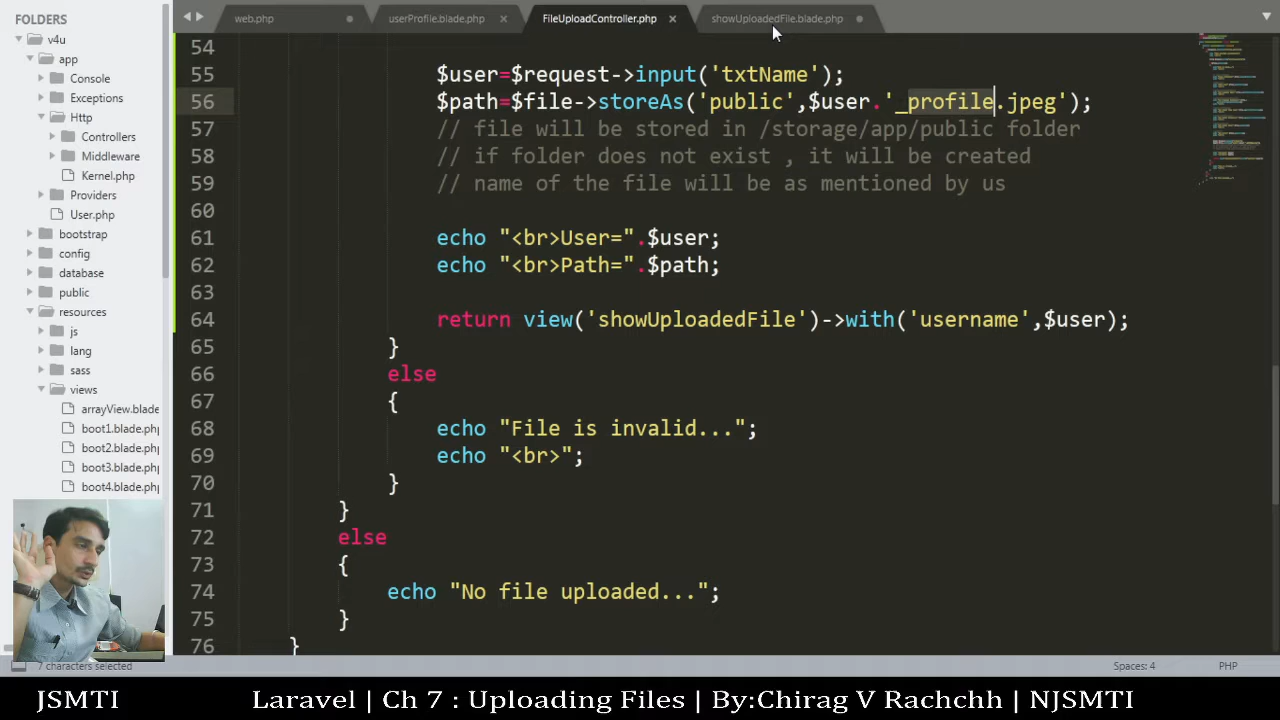 FOLDERS
v4u
app
Console
Exceptions
Http
Controllers
Middleware
Kernel.php
Providers
User.php
bootstrap
config
database
public
resources
js
lang
sass
views
arrayView.blade
boot1.blade.php
boot2.blade.php
boot3.blade.php
boot4.blade.php
web.php
userProfile.blade.php
FileUploadController.php
showUploadedFile.blade.php
54
55 $user=$request->input('txtName');
56 $path=$file->storeAs('public',$user.'_profile.jpeg');
57 // file will be stored in /storage/app/public folder
58 // if folder does not exist , it will be created
59 // name of the file will be as mentioned by us
60
61 echo "<br>User=".$user;
62 echo "<br>Path=".$path;
63
64 return view('showUploadedFile')->with('username',$user);
65 }
66 else
67 {
68 echo "File is invalid...";
69 echo "<br>";
70 }
71 }
72 else
73 {
74 echo "No file uploaded...";
75 }
76 }
7 characters selected
Spaces: 4
PHP
JSMTI Laravel | Ch 7 : Uploading Files | By:Chirag V Rachchh | NJSMTI